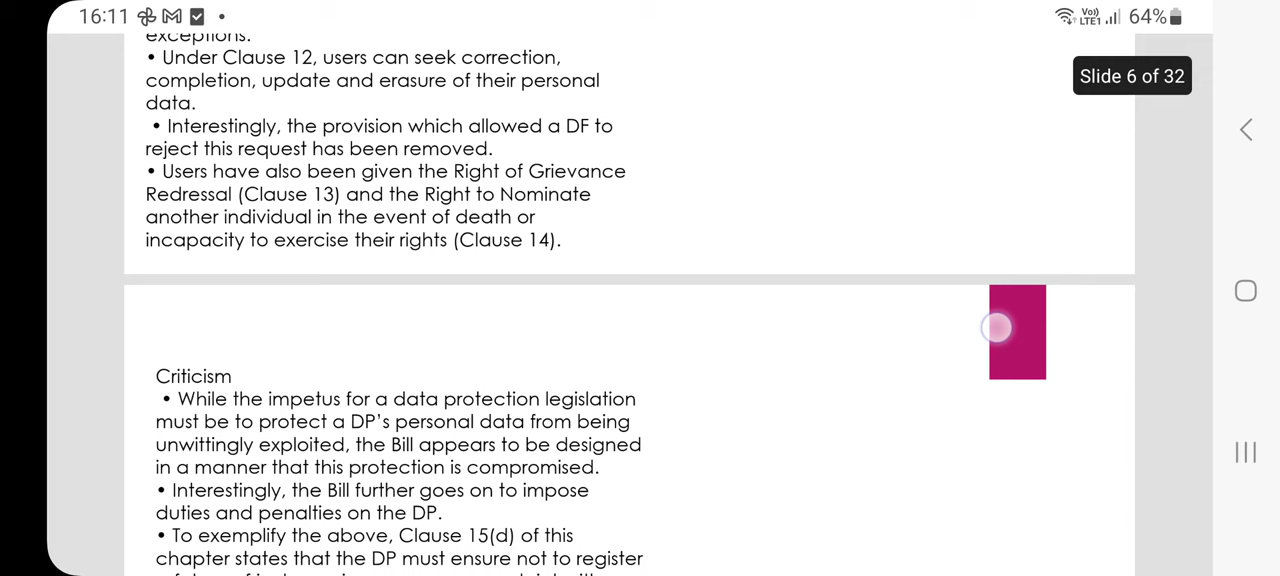 16:11
Vo))
LTE1
64%
exceptions.
• Under Clause 12, users can seek correction,
completion, update and erasure of their personal
data.
• Interestingly, the provision which allowed a DF to
reject this request has been removed.
• Users have also been given the Right of Grievance
Redressal (Clause 13) and the Right to Nominate
another individual in the event of death or
incapacity to exercise their rights (Clause 14).
Slide 6 of 32
Criticism
• While the impetus for a data protection legislation
must be to protect a DP’s personal data from being
unwittingly exploited, the Bill appears to be designed
in a manner that this protection is compromised.
• Interestingly, the Bill further goes on to impose
duties and penalties on the DP.
• To exemplify the above, Clause 15(d) of this
chapter states that the DP must ensure not to register